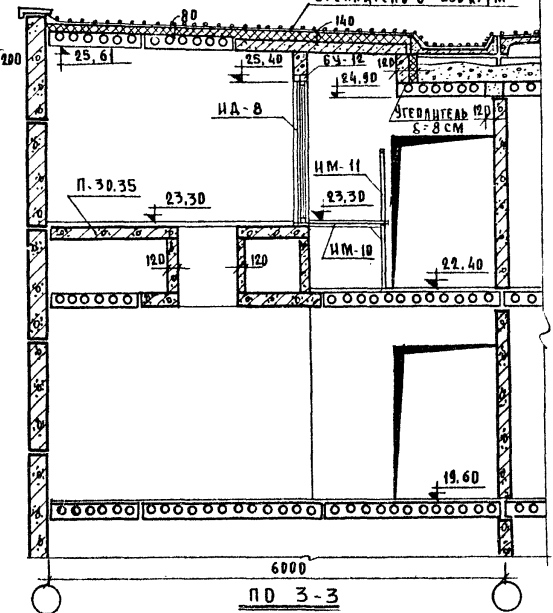 80
140
200
25,61
25,40
БУ-12
120
24,90
НД-8
УТЕПЛИТЕЛЬ
δ=8 СМ
120
НМ-11
П-30.35
23,30
23,30
НМ-10
120
120
22,40
19,60
6000
ПО 3-3